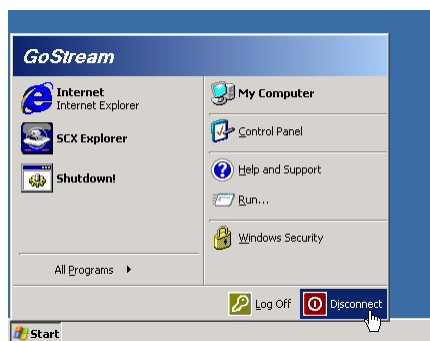 GoStream
Internet
Internet Explorer
SCX Explorer
Shutdown!
All Programs
My Computer
Control Panel
Help and Support
Run...
Windows Security
Log Off
Disconnect
Start